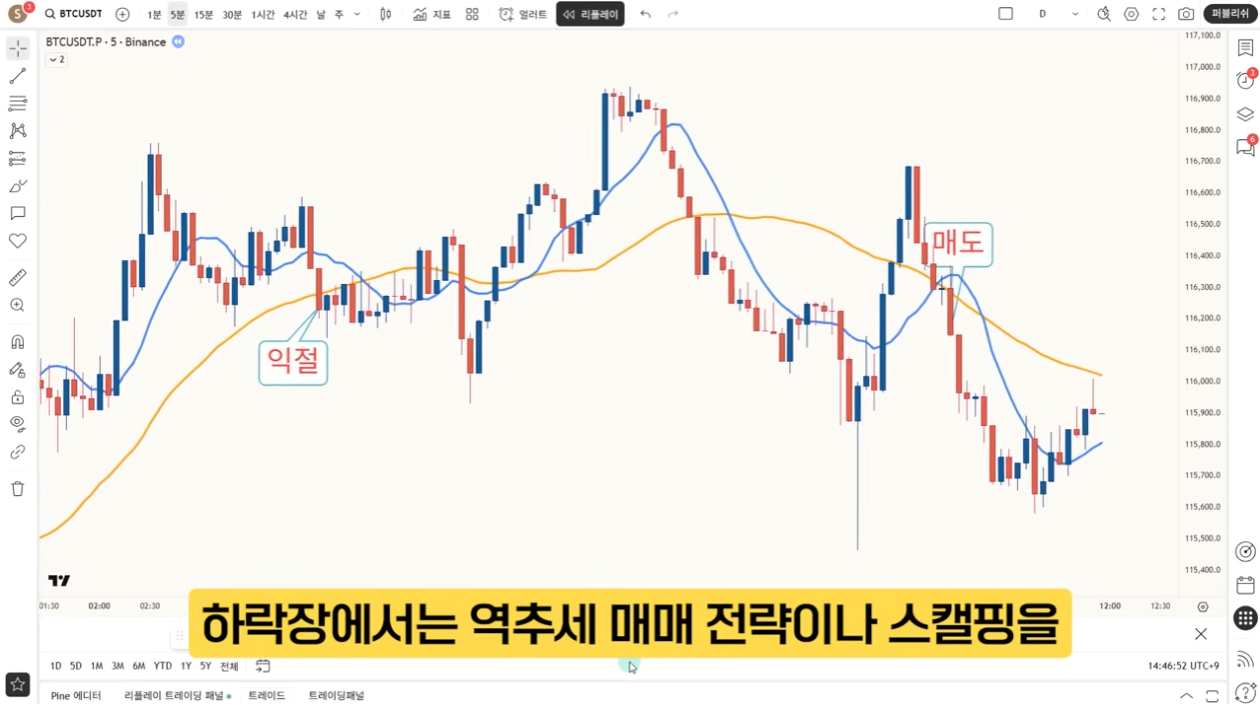 S 3 BTCUSDT 1분 5분 15분 30분 1시간 4시간 날 주 지표 얼러트 리플레이 D 퍼블리쉬
BTCUSDT.P · 5 · Binance
2
117,100.0
117,000.0
116,900.0
116,800.0
116,700.0
116,600.0
116,500.0
116,400.0
116,300.0
116,200.0
116,100.0
116,000.0
115,900.0
115,800.0
115,700.0
115,600.0
115,500.0
115,400.0
3
6
매도
익절
01:30 02:00 02:30 12:00 12:30
하락장에서는 역추세 매매 전략이나 스캘핑을
1D 5D 1M 3M 6M YTD 1Y 5Y 전체 14:46:52 UTC+9
Pine 에디터 리플레이 트레이딩 패널 트레이드 트레이딩패널